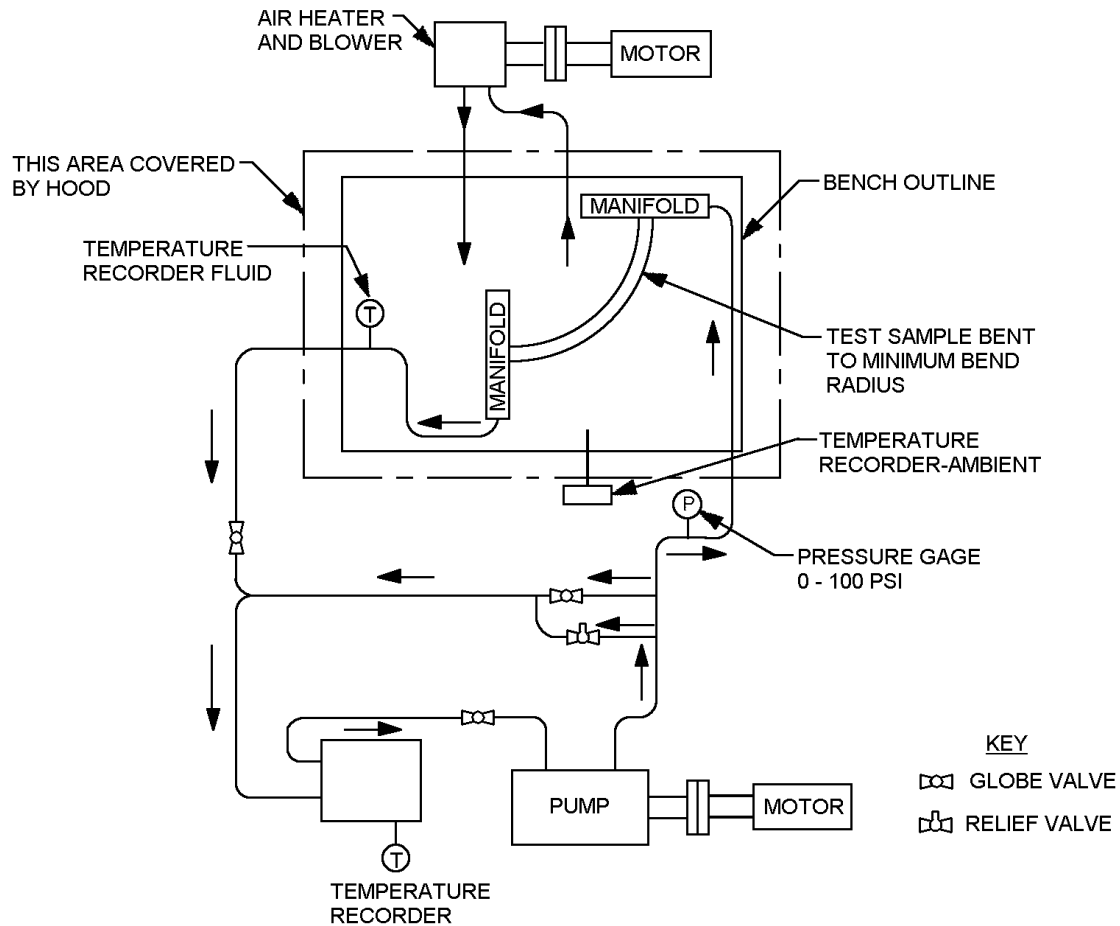 AIR HEATER
AND BLOWER
MOTOR
THIS AREA COVERED
BY HOOD
MANIFOLD
BENCH OUTLINE
TEMPERATURE
RECORDER FLUID
T
MANIFOLD
TEST SAMPLE BENT
TO MINIMUM BEND
RADIUS
TEMPERATURE
RECORDER-AMBIENT
P
PRESSURE GAGE
0 - 100 PSI
KEY
GLOBE VALVE
RELIEF VALVE
PUMP
MOTOR
T
TEMPERATURE
RECORDER